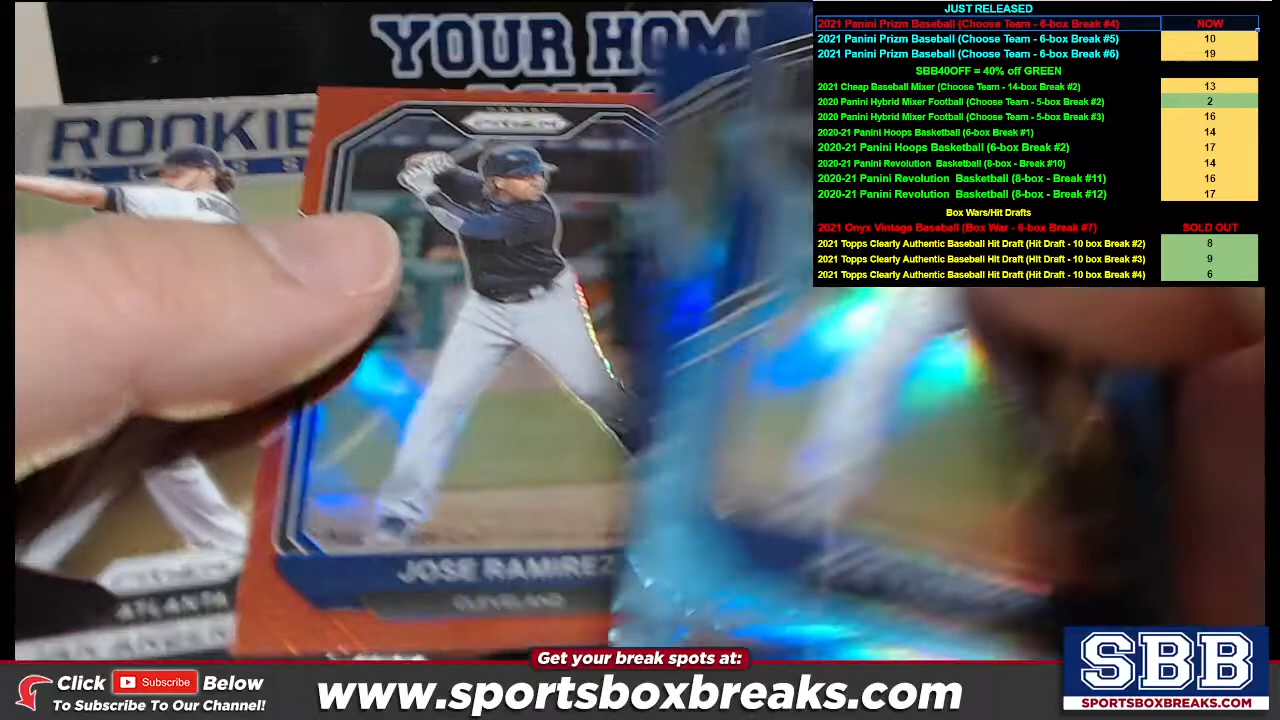 YOUR HOM
ROOKIE
PRIZM
JOSE RAMIREZ
CLEVELAND
ATLANTA
JUST RELEASED
2021 Panini Prizm Baseball (Choose Team - 6-box Break #4) NOW
2021 Panini Prizm Baseball (Choose Team - 6-box Break #5) 10
2021 Panini Prizm Baseball (Choose Team - 6-box Break #6) 19
SBB40OFF = 40% off GREEN
2021 Cheap Baseball Mixer (Choose Team - 14-box Break #2) 13
2020 Panini Hybrid Mixer Football (Choose Team - 5-box Break #2) 2
2020 Panini Hybrid Mixer Football (Choose Team - 5-box Break #3) 16
2020-21 Panini Hoops Basketball (6-box Break #1) 14
2020-21 Panini Hoops Basketball (6-box Break #2) 17
2020-21 Panini Revolution Basketball (8-box - Break #10) 14
2020-21 Panini Revolution Basketball (8-box - Break #11) 16
2020-21 Panini Revolution Basketball (8-box - Break #12) 17
Box Wars/Hit Drafts
2021 Onyx Vintage Baseball (Box War - 6-box Break #7) SOLD OUT
2021 Topps Clearly Authentic Baseball Hit Draft (Hit Draft - 10 box Break #2) 8
2021 Topps Clearly Authentic Baseball Hit Draft (Hit Draft - 10 box Break #3) 9
2021 Topps Clearly Authentic Baseball Hit Draft (Hit Draft - 10 box Break #4) 6
Get your break spots at:
Click Subscribe Below
To Subscribe To Our Channel!
www.sportsboxbreaks.com
SBB
SPORTSBOXBREAKS.COM